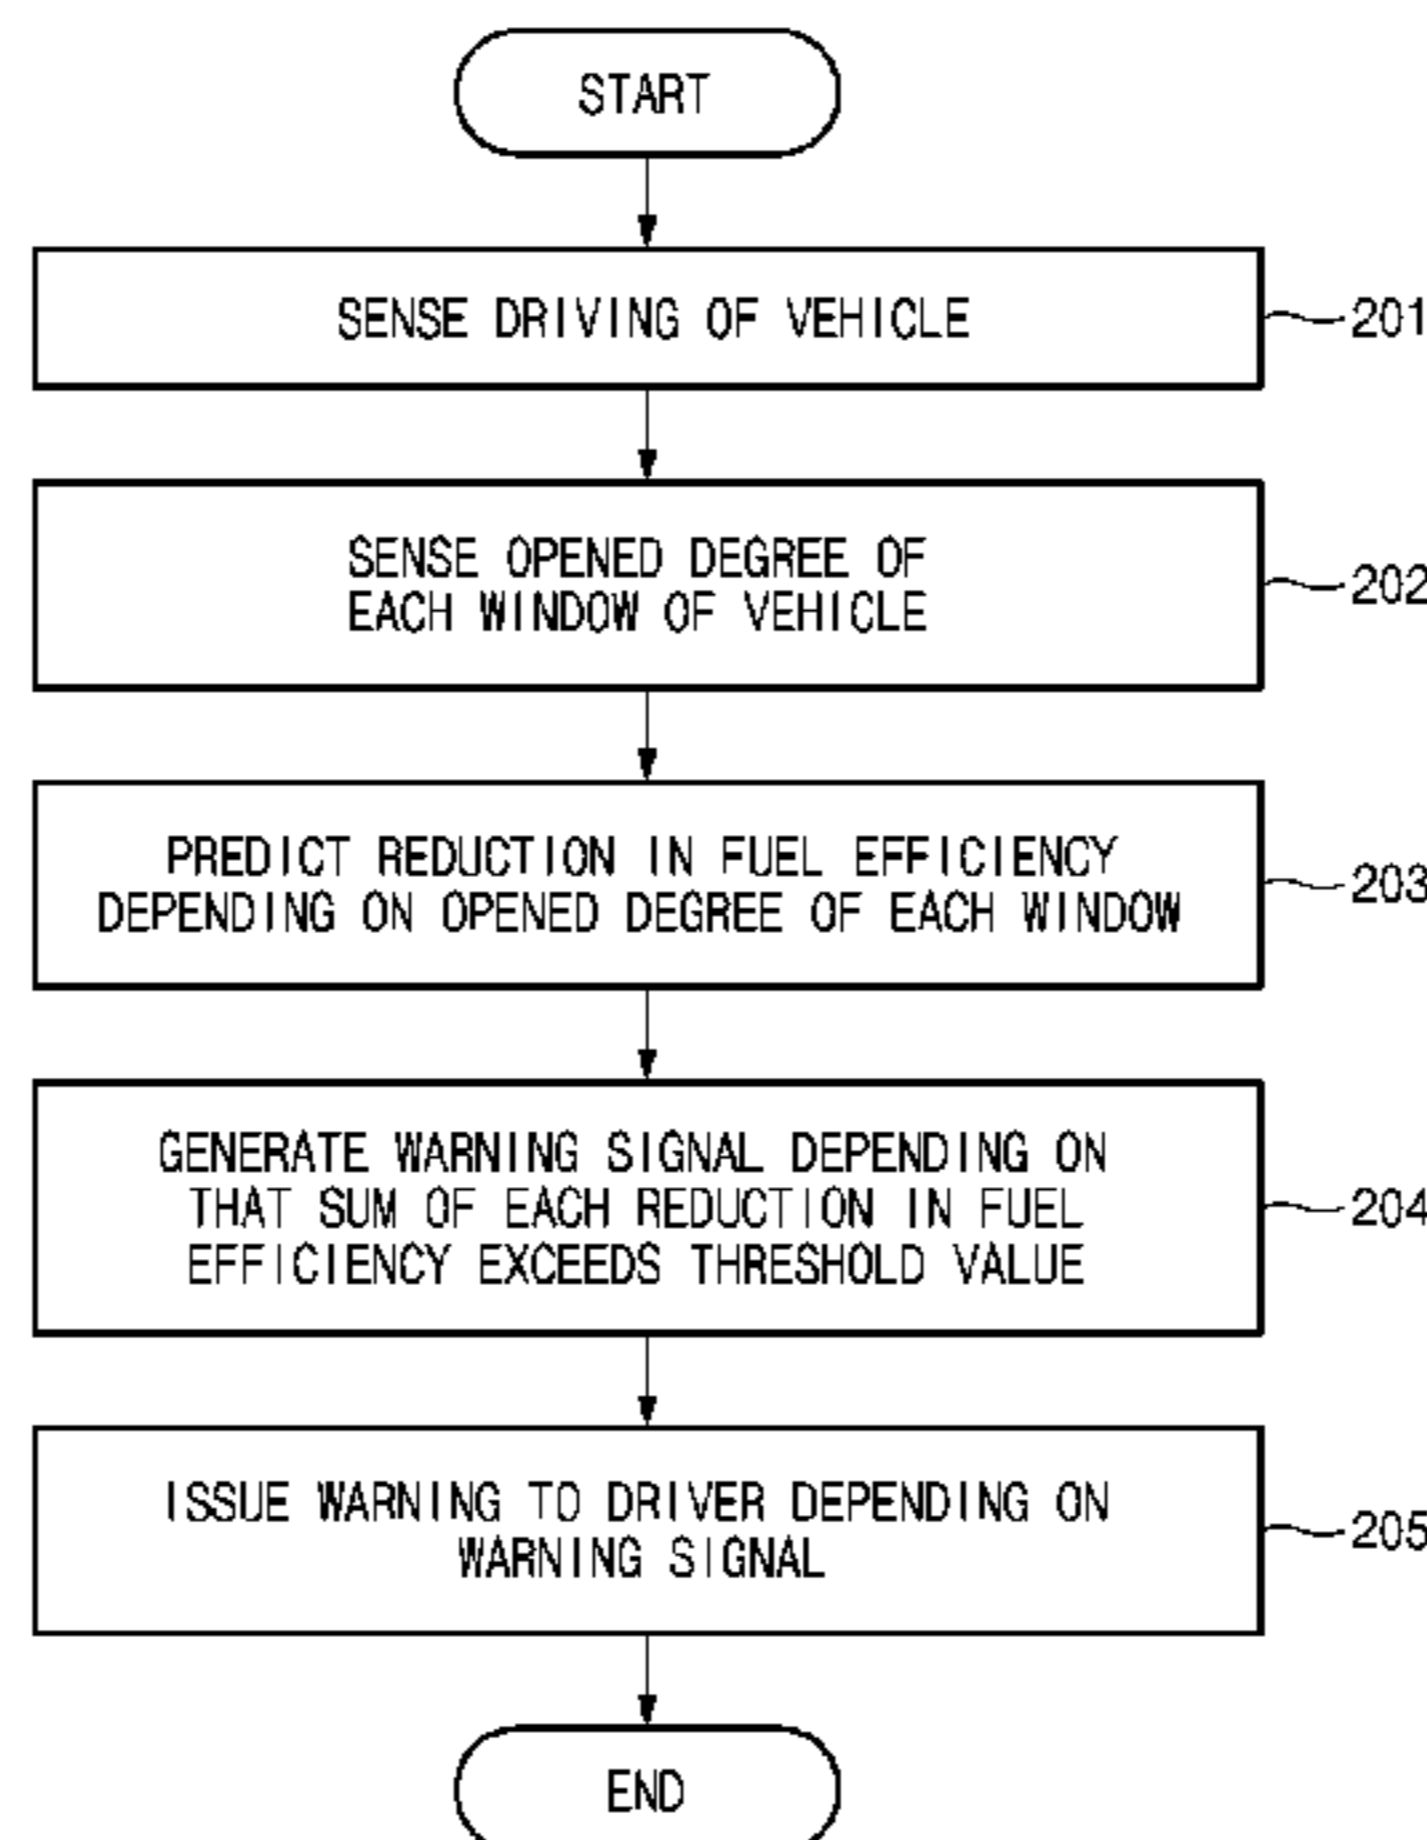 START
SENSE DRIVING OF VEHICLE
201
SENSE OPENED DEGREE OF
EACH WINDOW OF VEHICLE
202
PREDICT REDUCTION IN FUEL EFFICIENCY
DEPENDING ON OPENED DEGREE OF EACH WINDOW
203
GENERATE WARNING SIGNAL DEPENDING ON
THAT SUM OF EACH REDUCTION IN FUEL
EFFICIENCY EXCEEDS THRESHOLD VALUE
204
ISSUE WARNING TO DRIVER DEPENDING ON
WARNING SIGNAL
205
END